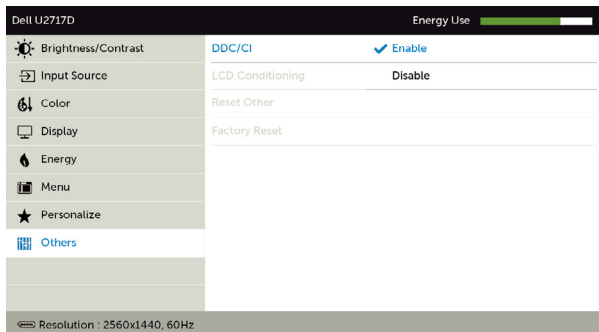 Dell U2717D
Energy Use
Brightness/Contrast
DDC/CI
Enable
Input Source
LCD Conditioning
Disable
Color
Reset Other
Display
Factory Reset
Energy
Menu
Personalize
Others
Resolution : 2560x1440, 60Hz